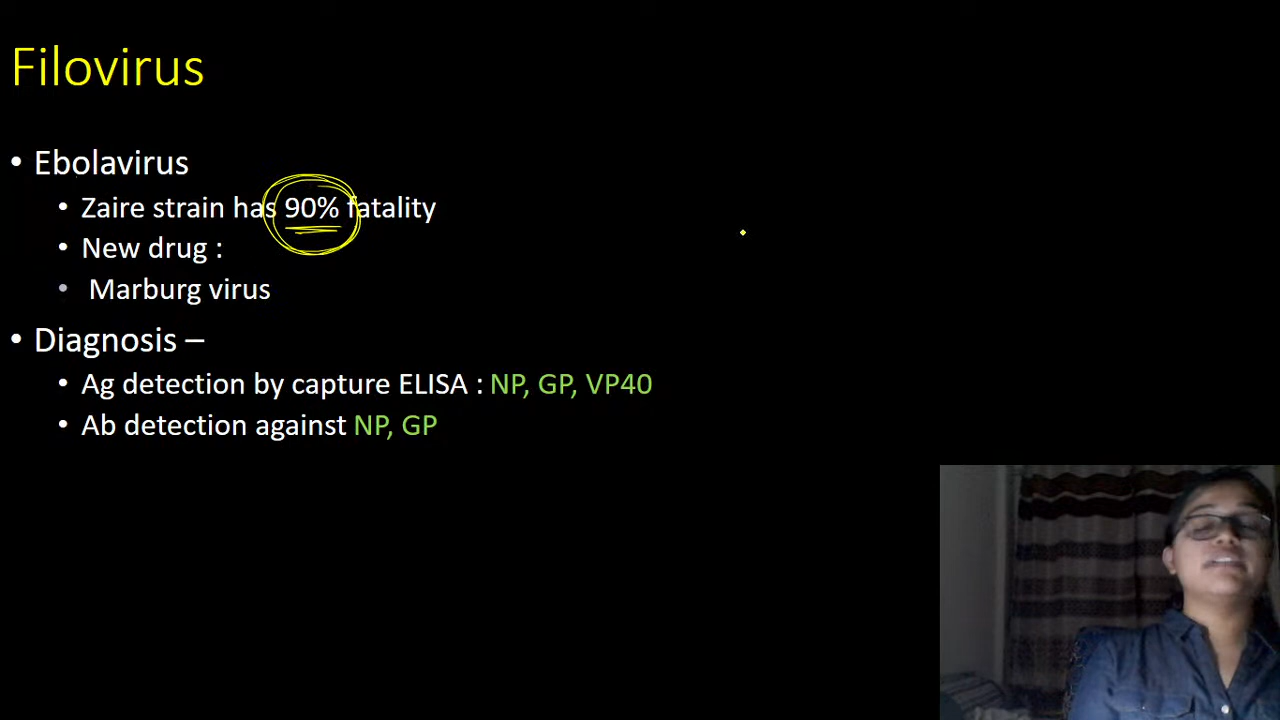 Filovirus
• Ebolavirus
• Zaire strain has 90% fatality
• New drug :
• Marburg virus
• Diagnosis –
• Ag detection by capture ELISA : NP, GP, VP40
• Ab detection against NP, GP